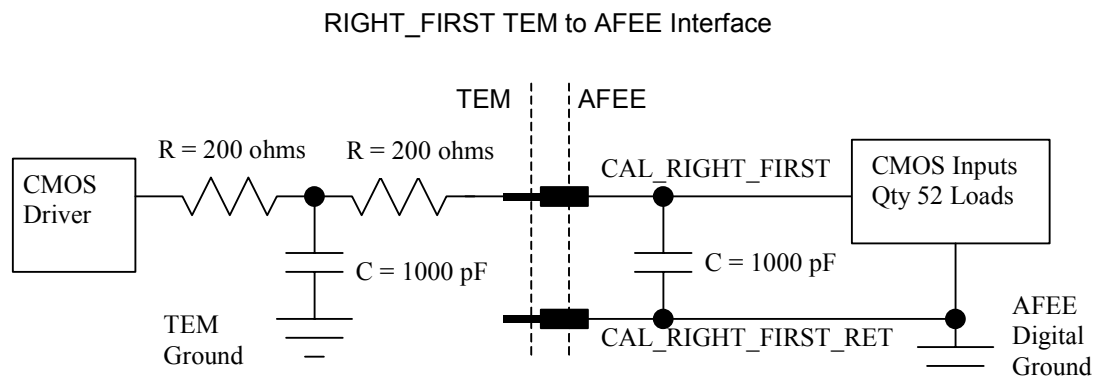 RIGHT_FIRST TEM to AFEE Interface
TEM
AFEE
R = 200 ohms
R = 200 ohms
CMOS
Driver
CAL_RIGHT_FIRST
CMOS Inputs
Qty 52 Loads
C = 1000 pF
C = 1000 pF
TEM
Ground
CAL_RIGHT_FIRST_RET
AFEE
Digital
Ground